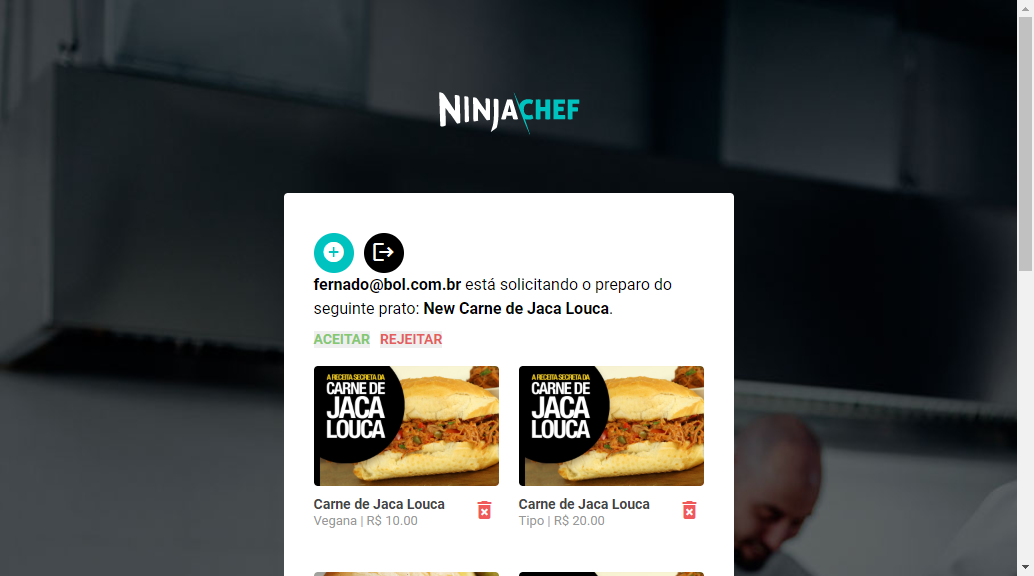 NINJACHEF
fernado@bol.com.br está solicitando o preparo do
seguinte prato: New Carne de Jaca Louca.
ACEITAR REJEITAR
A RECEITA SECRETA DA
CARNE DE
JACA
LOUCA
A RECEITA SECRETA DA
CARNE DE
JACA
LOUCA
Carne de Jaca Louca
Vegana | R$ 10.00
Carne de Jaca Louca
Tipo | R$ 20.00